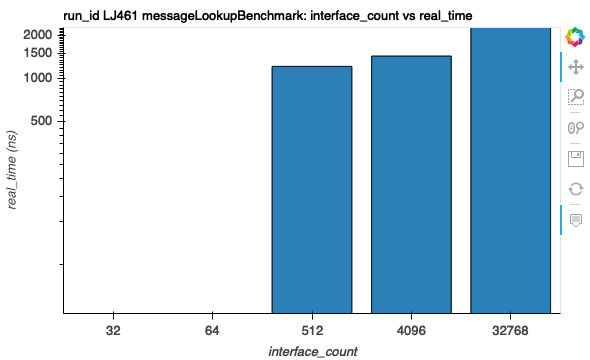 run_id LJ461 messageLookupBenchmark: interface_count vs real_time
2000
1500
1000
500
real_time (ns)
32 64 512 4096 32768
interface_count